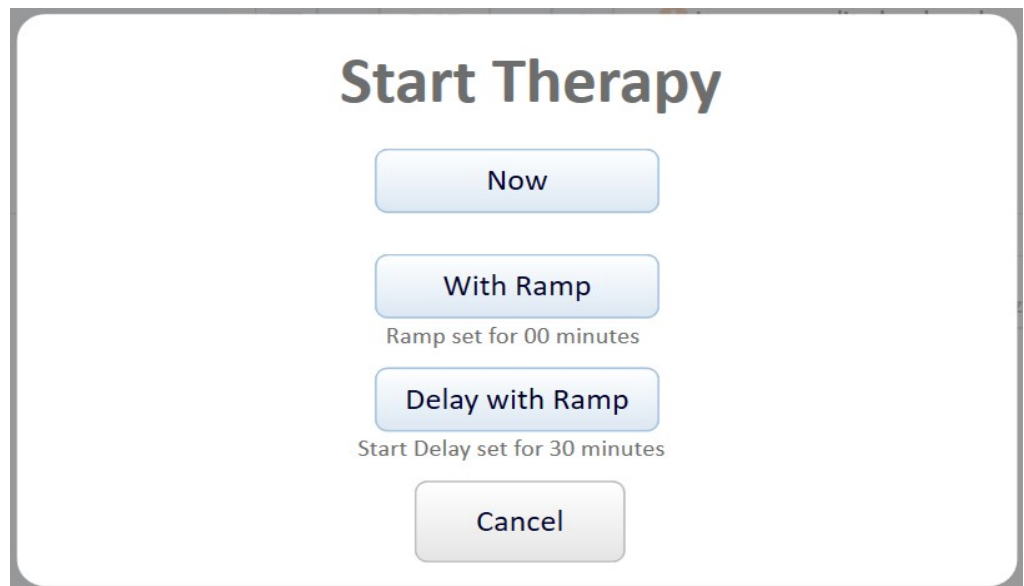 Start Therapy
Now
With Ramp
Ramp set for 00 minutes
Delay with Ramp
Start Delay set for 30 minutes
Cancel